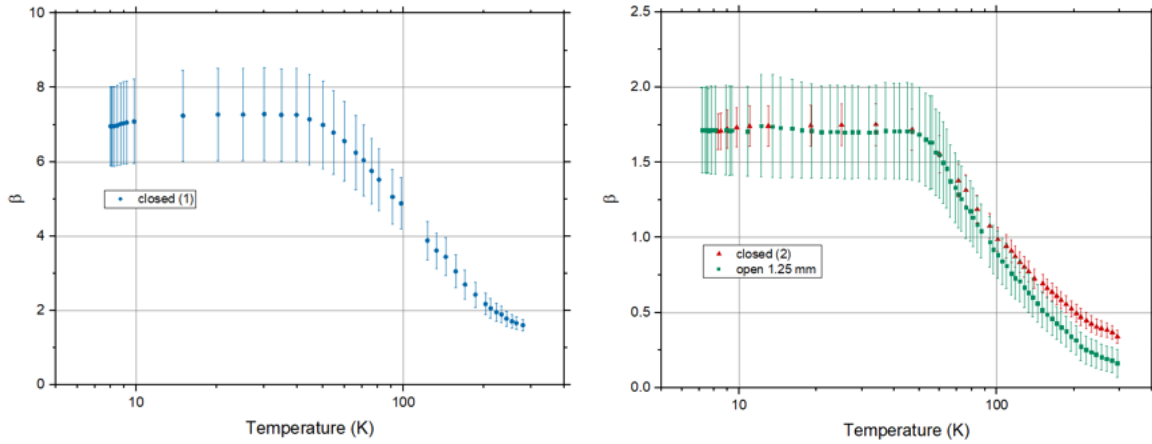 10
8
6
4
2
0
β
closed (1)
10
100
Temperature (K)
2.5
2.0
1.5
1.0
0.5
0.0
β
closed (2)
open 1.25 mm
10
100
Temperature (K)